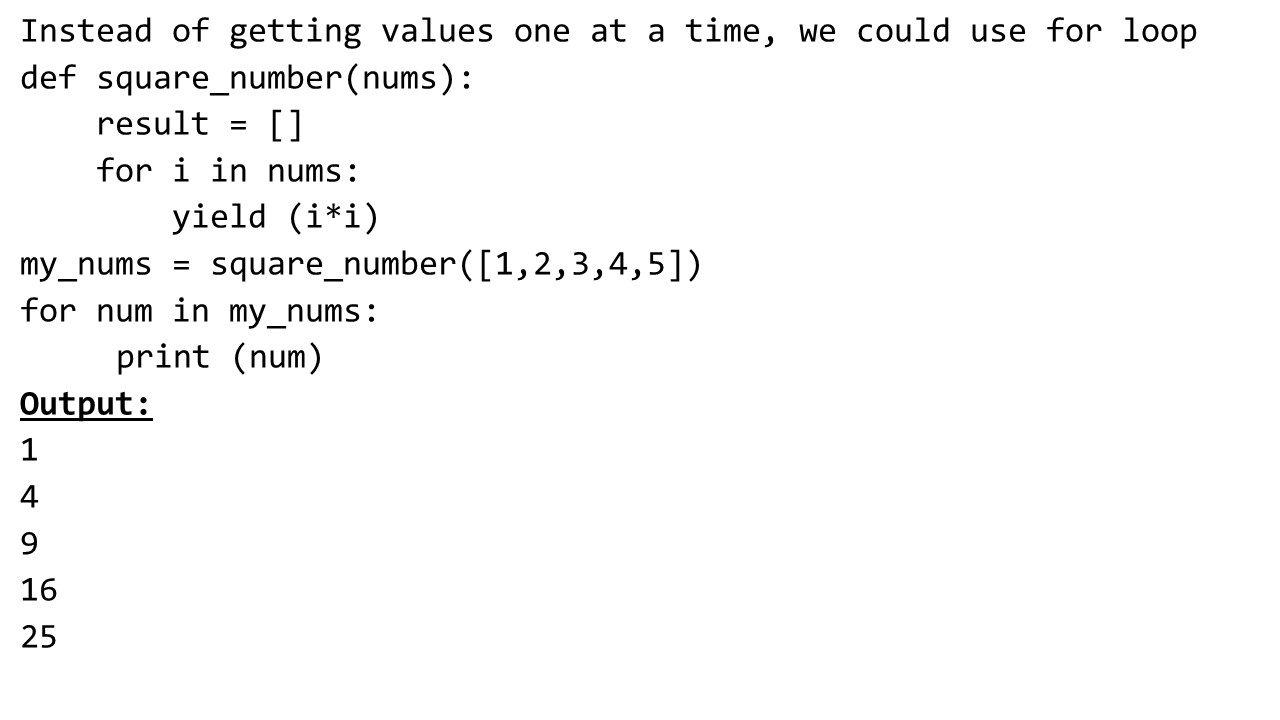 Instead of getting values one at a time, we could use for loop
def square_number(nums):
    result = []
    for i in nums:
        yield (i*i)
my_nums = square_number([1,2,3,4,5])
for num in my_nums:
     print (num)
Output:
1
4
9
16
25